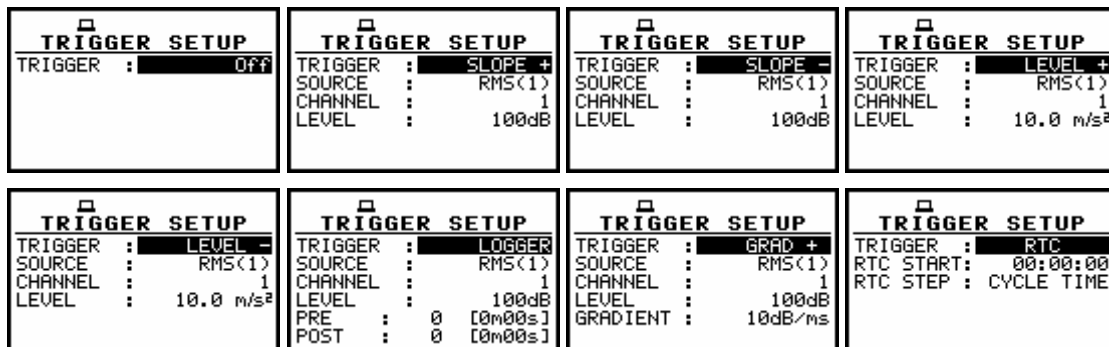 TRIGGER SETUP
TRIGGER : Off
TRIGGER SETUP
TRIGGER : SLOPE +
SOURCE : RMS(1)
CHANNEL : 1
LEVEL : 100dB
TRIGGER SETUP
TRIGGER : SLOPE -
SOURCE : RMS(1)
CHANNEL : 1
LEVEL : 100dB
TRIGGER SETUP
TRIGGER : LEVEL +
SOURCE : RMS(1)
CHANNEL : 1
LEVEL : 10.0 m/s²
TRIGGER SETUP
TRIGGER : LEVEL -
SOURCE : RMS(1)
CHANNEL : 1
LEVEL : 10.0 m/s²
TRIGGER SETUP
TRIGGER : LOGGER
SOURCE : RMS(1)
CHANNEL : 1
LEVEL : 100dB
PRE : 0 [0m00s]
POST : 0 [0m00s]
TRIGGER SETUP
TRIGGER : GRAD +
SOURCE : RMS(1)
CHANNEL : 1
LEVEL : 100dB
GRADIENT : 10dB/ms
TRIGGER SETUP
TRIGGER : RTC
RTC START: 00:00:00
RTC STEP : CYCLE TIME